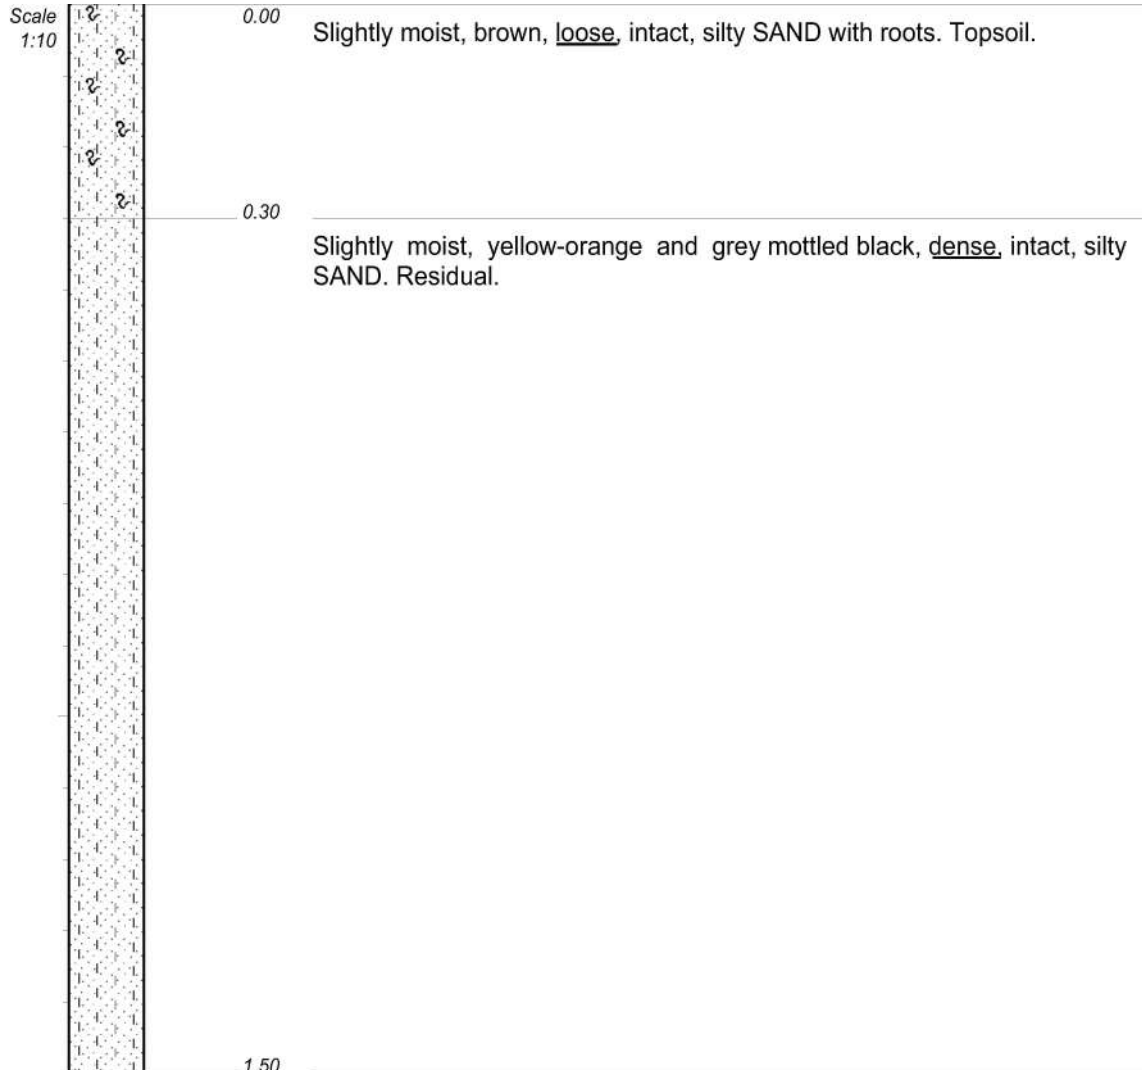 Scale
1:10
0.00
Slightly moist, brown, loose, intact, silty SAND with roots. Topsoil.
0.30
Slightly moist, yellow-orange and grey mottled black, dense, intact, silty
SAND. Residual.
1.50